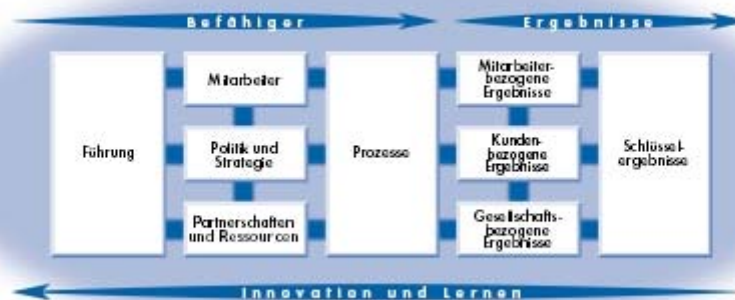 Befähiger
Ergebnisse
Führung
Mitarbeiter
Politik und
Strategie
Partnerschaften
und Ressourcen
Prozesse
Mitarbeiter-
bezogene
Ergebnisse
Kunden-
bezogene
Ergebnisse
Gesellschafts-
bezogene
Ergebnisse
Schlüssel-
ergebnisse
Innovation und Lernen